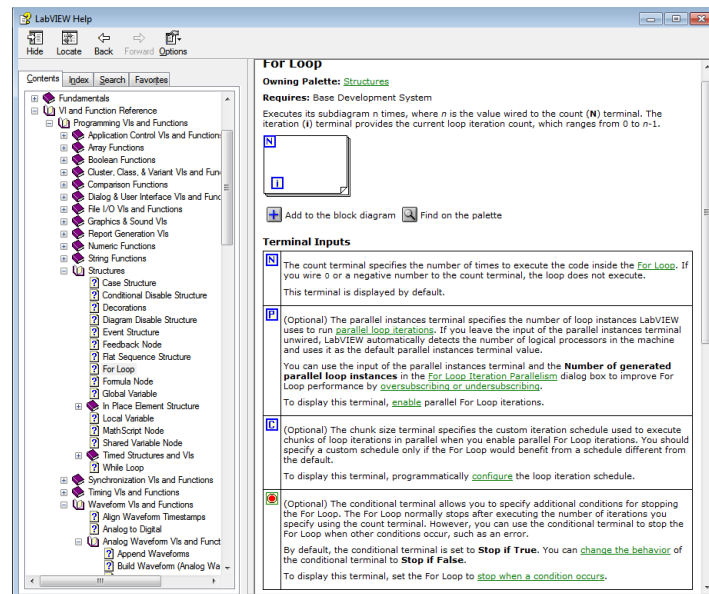 LabVIEW Help
Hide Locate Back Forward Options
Contents Index Search Favorites
Fundamentals
VI and Function Reference
Programming VIs and Functions
Application Control VIs and Function
Array Functions
Boolean Functions
Cluster, Class, & Variant VIs and Fun
Comparison Functions
Dialog & User Interface VIs and Func
File I/O VIs and Functions
Graphics & Sound VIs
Report Generation VIs
Numeric Functions
String Functions
Structures
Case Structure
Conditional Disable Structure
Decorations
Diagram Disable Structure
Event Structure
Feedback Node
Flat Sequence Structure
For Loop
Formula Node
Global Variable
In Place Element Structure
Local Variable
MathScript Node
Shared Variable Node
Timed Structures and VIs
While Loop
Synchronization VIs and Functions
Timing VIs and Functions
Waveform VIs and Functions
Align Waveform Timestamps
Analog to Digital
Analog Waveform VIs and Funct
Append Waveforms
Build Waveform (Analog Wa
For Loop
Owning Palette: Structures
Requires: Base Development System
Executes its subdiagram n times, where n is the value wired to the count (N) terminal. The
iteration (i) terminal provides the current loop iteration count, which ranges from 0 to n-1.
N
i
Add to the block diagram Find on the palette
Terminal Inputs
N
The count terminal specifies the number of times to execute the code inside the For Loop. If
you wire 0 or a negative number to the count terminal, the loop does not execute.
This terminal is displayed by default.
P
(Optional) The parallel instances terminal specifies the number of loop instances LabVIEW
uses to run parallel loop iterations. If you leave the input of the parallel instances terminal
unwired, LabVIEW automatically detects the number of logical processors in the machine
and uses it as the default parallel instances terminal value.
You can use the input of the parallel instances terminal and the Number of generated
parallel loop instances in the For Loop Iteration Parallelism dialog box to improve For
Loop performance by oversubscribing or undersubscribing.
To display this terminal, enable parallel For Loop iterations.
C
(Optional) The chunk size terminal specifies the custom iteration schedule used to execute
chunks of loop iterations in parallel when you enable parallel For Loop iterations. You should
specify a custom schedule only if the For Loop would benefit from a schedule different from
the default.
To display this terminal, programmatically configure the loop iteration schedule.
(Optional) The conditional terminal allows you to specify additional conditions for stopping
the For Loop. The For Loop normally stops after executing the number of iterations you
specify using the count terminal. However, you can use the conditional terminal to stop the
For Loop when other conditions occur, such as an error.
By default, the conditional terminal is set to Stop if True. You can change the behavior of
the conditional terminal to Stop if False.
To display this terminal, set the For Loop to stop when a condition occurs.